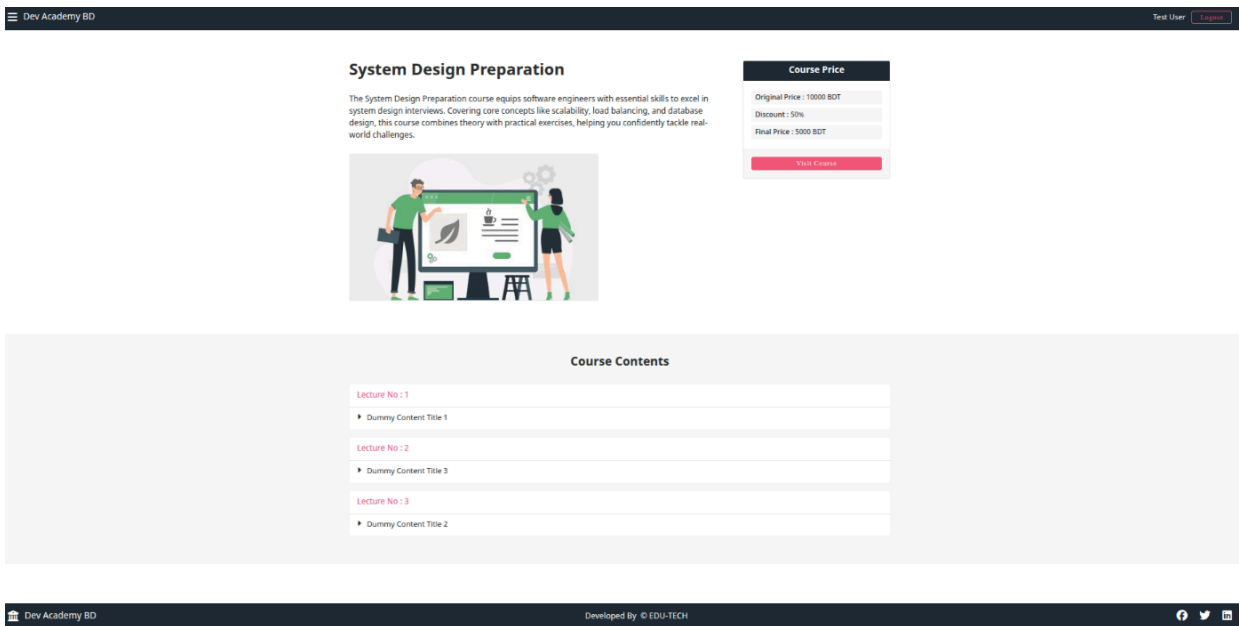 Dev Academy BD
Test User
Logout
System Design Preparation
The System Design Preparation course equips software engineers with essential skills to excel in
system design interviews. Covering core concepts like scalability, load balancing, and database
design, this course combines theory with practical exercises, helping you confidently tackle real-
world challenges.
Course Price
Original Price : 10000 BDT
Discount : 50%
Final Price : 5000 BDT
Visit Course
Course Contents
Lecture No : 1
Dummy Content Title 1
Lecture No : 2
Dummy Content Title 3
Lecture No : 3
Dummy Content Title 2
Dev Academy BD
Developed By © EDU-TECH